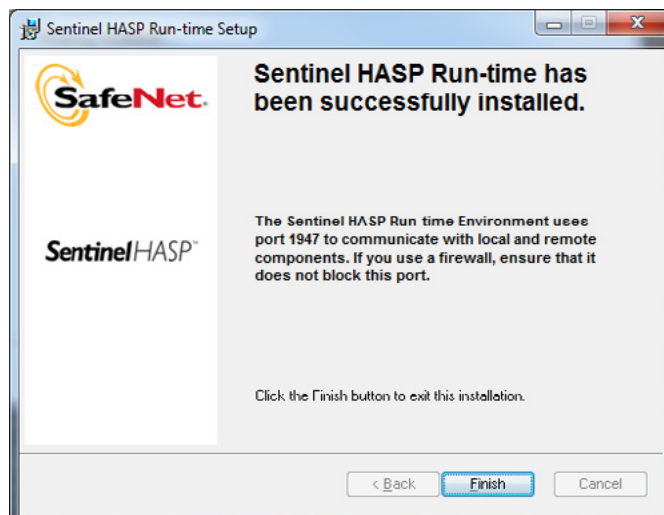 Sentinel HASP Run-time Setup
SafeNet.
Sentinel HASP Run-time has
been successfully installed.
SentinelHASP™
The Sentinel HASP Run time Environment uses
port 1947 to communicate with local and remote
components. If you use a firewall, ensure that it
does not block this port.
Click the Finish button to exit this installation.
< Back
Finish
Cancel